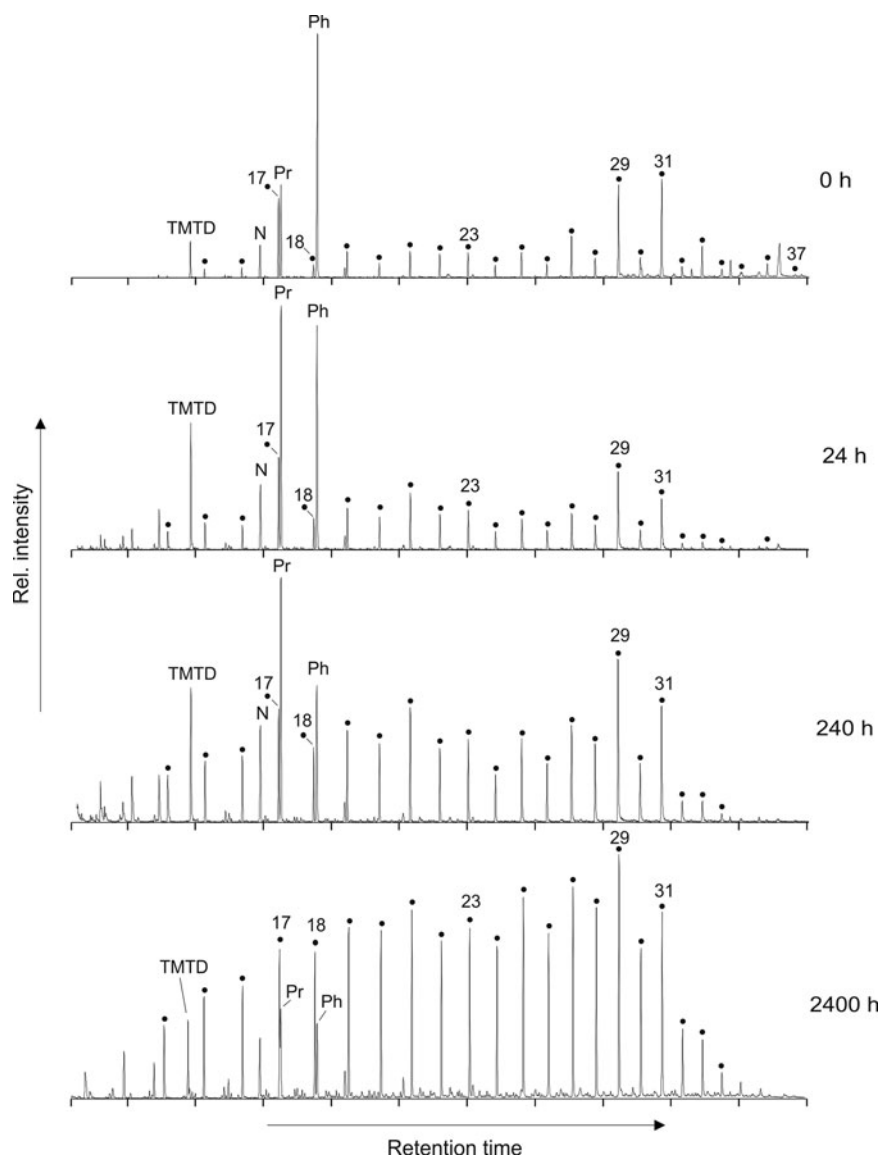 Ph
29
31
17
Pr
0 h
TMTD
N
18
23
37
Pr
Ph
TMTD
17
29
24 h
N
18
23
31
Pr
29
TMTD
17
Ph
31
240 h
N
18
29
17
18
23
31
TMTD
Pr
Ph
2400 h
Rel. intensity
Retention time